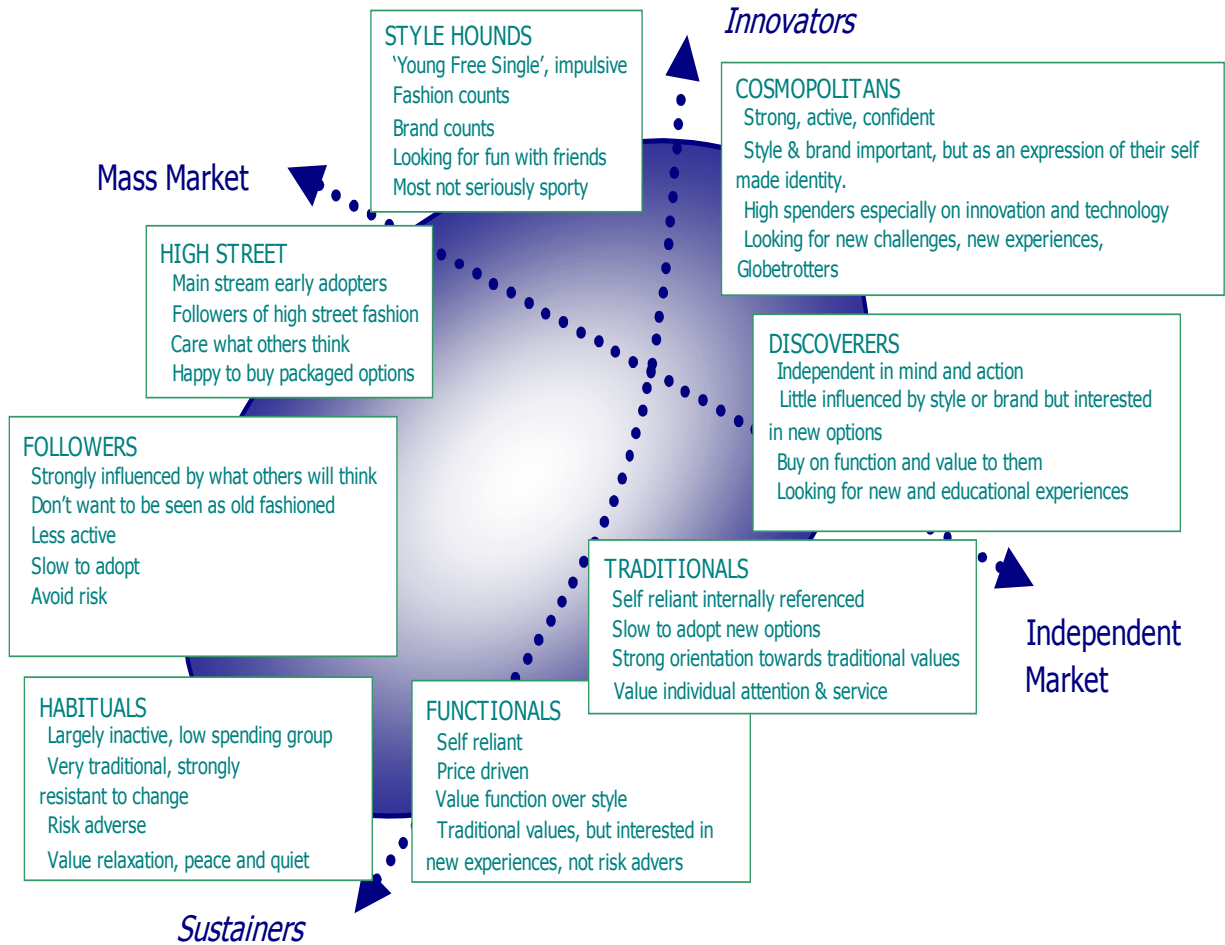 Innovators
STYLE HOUNDS
‘Young Free Single’, impulsive
Fashion counts
Brand counts
Looking for fun with friends
Most not seriously sporty
COSMOPOLITANS
Strong, active, confident
Style & brand important, but as an expression of their self
made identity.
High spenders especially on innovation and technology
Looking for new challenges, new experiences,
Globetrotters
Mass Market
HIGH STREET
Main stream early adopters
Followers of high street fashion
Care what others think
Happy to buy packaged options
DISCOVERERS
Independent in mind and action
Little influenced by style or brand but interested
in new options
Buy on function and value to them
Looking for new and educational experiences
FOLLOWERS
Strongly influenced by what others will think
Don’t want to be seen as old fashioned
Less active
Slow to adopt
Avoid risk
TRADITIONALS
Self reliant internally referenced
Slow to adopt new options
Strong orientation towards traditional values
Value individual attention & service
Independent
Market
HABITUALS
Largely inactive, low spending group
Very traditional, strongly
resistant to change
Risk adverse
Value relaxation, peace and quiet
FUNCTIONALS
Self reliant
Price driven
Value function over style
Traditional values, but interested in
new experiences, not risk advers
Sustainers